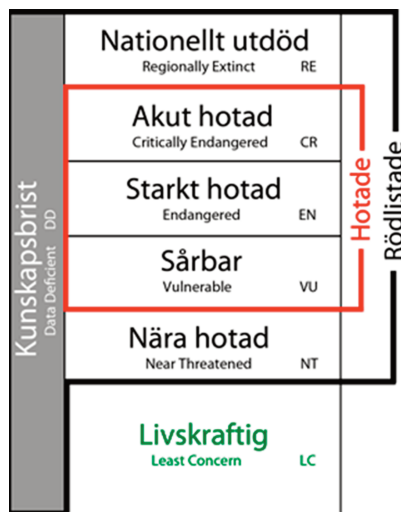 Nationellt utdöd
Regionally Extinct RE
Akut hotad
Critically Endangered CR
Starkt hotad
Endangered EN
Sårbar
Vulnerable VU
Nära hotad
Near Threatened NT
Livskraftig
Least Concern LC
Kunskapsbrist
Data Deficient DD
Hotade
Rödlistade